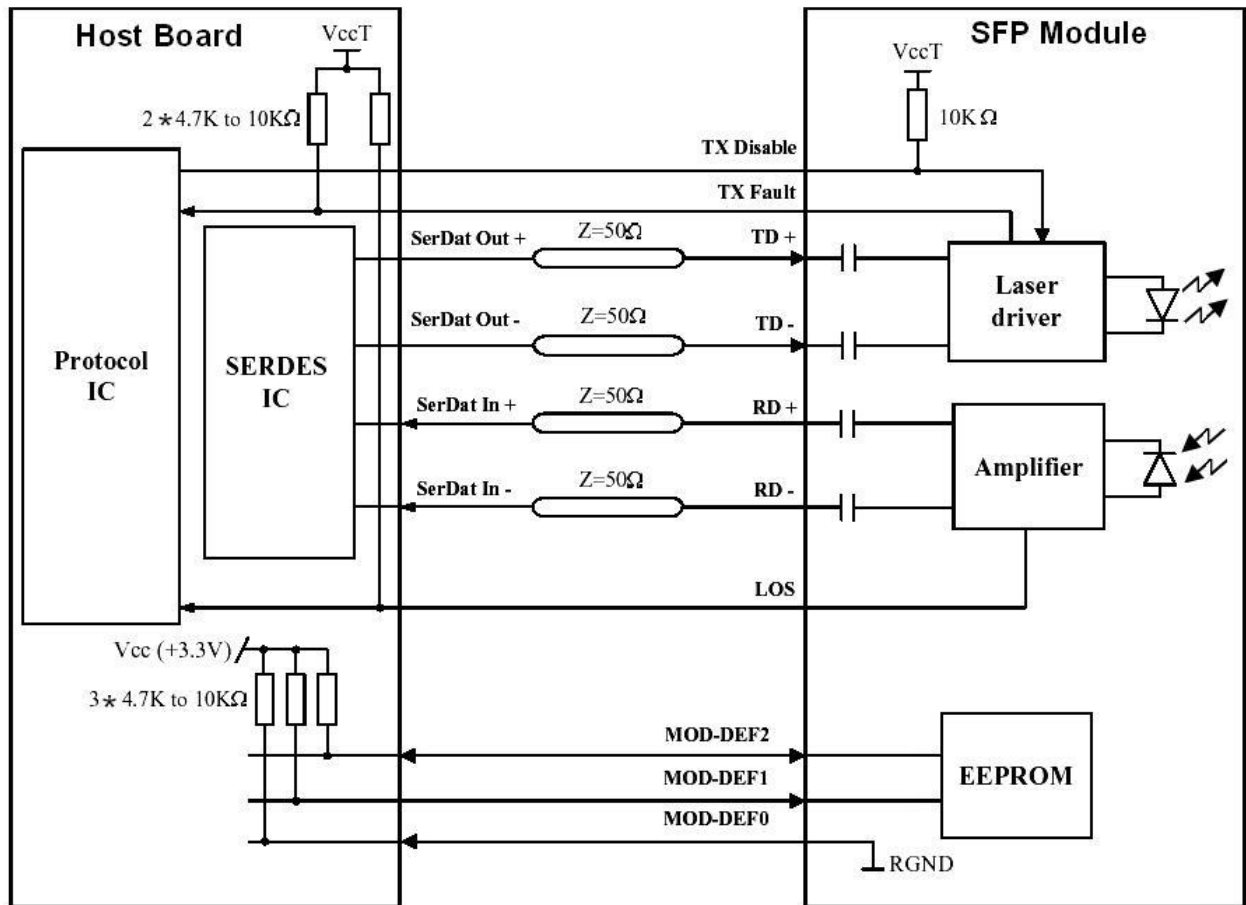 Host Board
SFP Module
VccT
VccT
2*4.7K to 10KΩ
10KΩ
TX Disable
TX Fault
SerDat Out +
Z=50Ω
TD +
Laser
driver
SerDat Out -
Z=50Ω
TD -
Protocol
IC
SERDES
IC
SerDat In +
Z=50Ω
RD +
Amplifier
SerDat In -
Z=50Ω
RD -
LOS
Vcc (+3.3V)
3* 4.7K to 10KΩ
MOD-DEF2
MOD-DEF1
MOD-DEF0
EEPROM
RGND